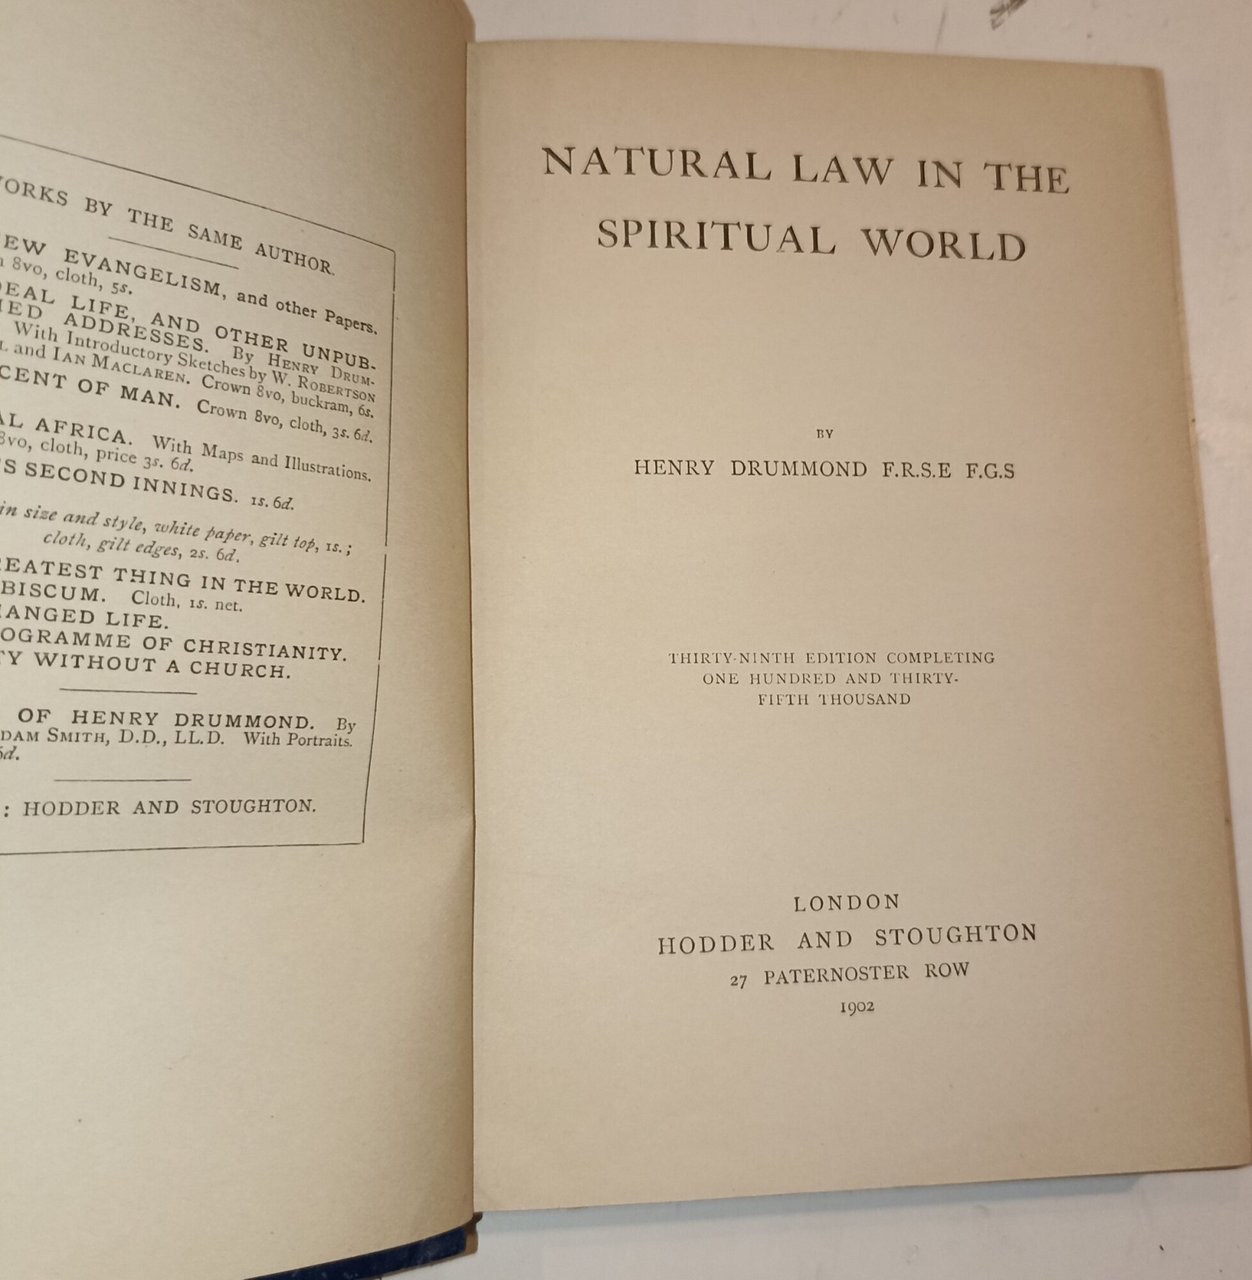 WORKS BY THE SAME AUTHOR.
EW EVANGELISM, and other Papers.
8vo, cloth, 5s.
DEAL LIFE, AND OTHER UNPUB-
HED ADDRESSES. By HENRY DRUM-
With Introductory Sketches by W. ROBERTSON
L and IAN MACLAREN. Crown 8vo, buckram, 6s.
CENT OF MAN. Crown 8vo, cloth, 3s. 6d.
AL AFRICA. With Maps and Illustrations.
8vo, cloth, price 3s. 6d.
'S SECOND INNINGS. 1s. 6d.
in size and style, white paper, gilt top, 1s.;
cloth, gilt edges, 2s. 6d.
REATEST THING IN THE WORLD.
BISCUM. Cloth, 1s. net.
HANGED LIFE.
OGRAMME OF CHRISTIANITY.
TY WITHOUT A CHURCH.
OF HENRY DRUMMOND. By
DAM SMITH, D.D., LL.D. With Portraits.
6d.
: HODDER AND STOUGHTON.
NATURAL LAW IN THE
SPIRITUAL WORLD
BY
HENRY DRUMMOND F.R.S.E F.G.S
THIRTY-NINTH EDITION COMPLETING
ONE HUNDRED AND THIRTY-
FIFTH THOUSAND
LONDON
HODDER AND STOUGHTON
27 PATERNOSTER ROW
1902